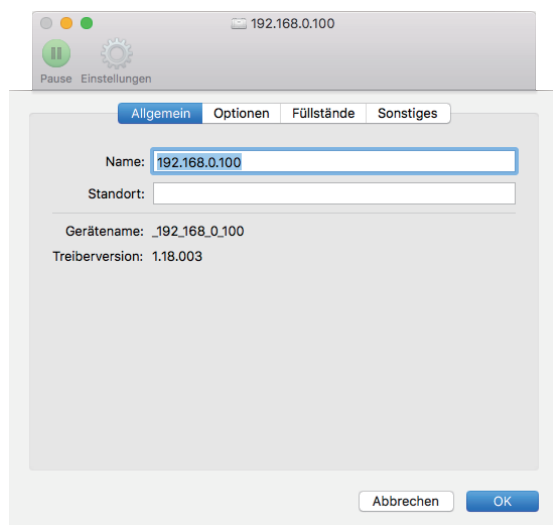 192.168.0.100
Pause Einstellungen
Allgemein Optionen Füllstände Sonstiges
Name: 192.168.0.100
Standort:
Gerätename: _192_168_0_100
Treiberversion: 1.18.003
Abbrechen OK